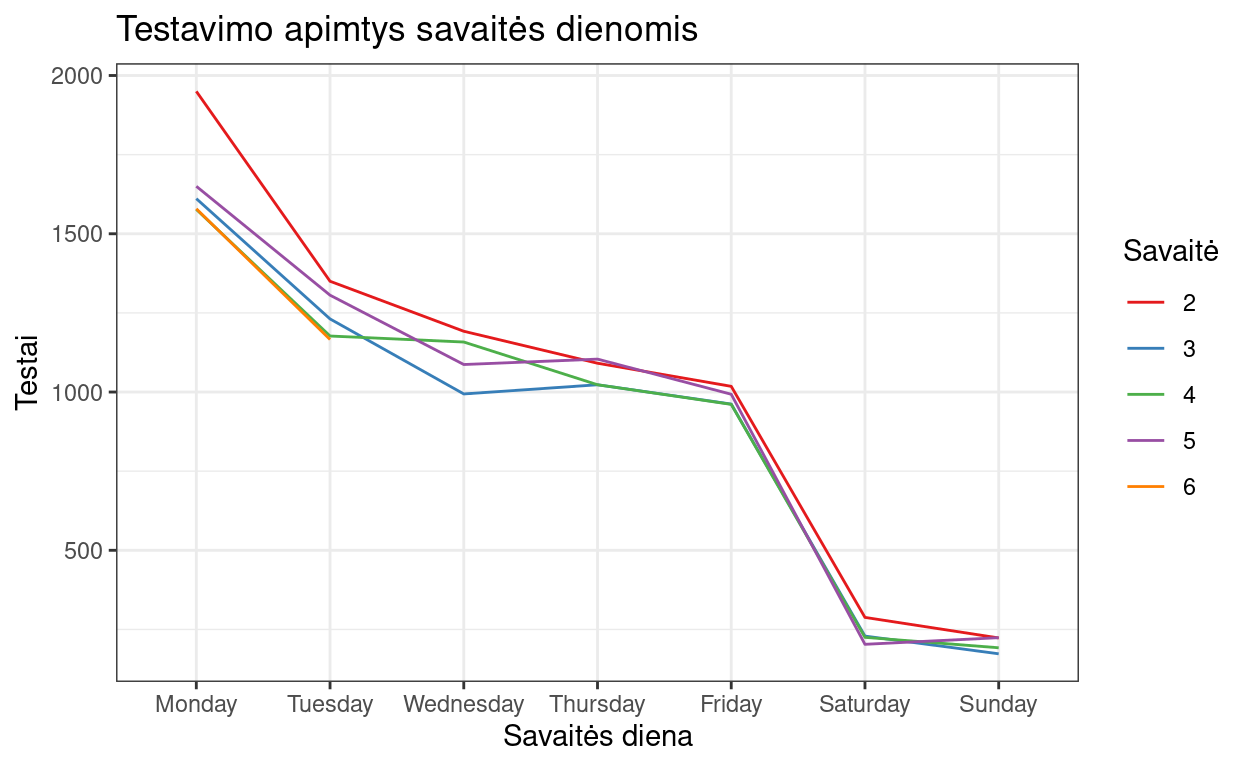 Testavimo apimtys savaitės dienomis
2000
1500
1000
500
Testai
Monday Tuesday Wednesday Thursday Friday Saturday Sunday
Savaitės diena
Savaitė
2
3
4
5
6